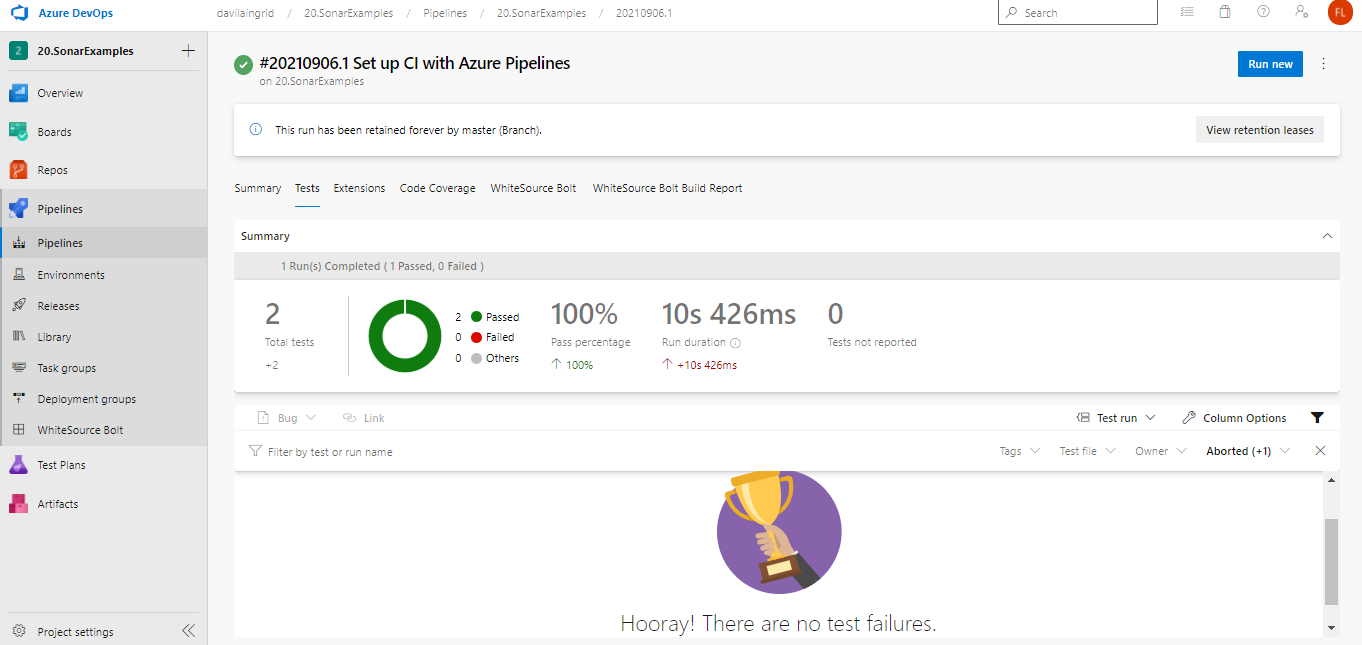 Azure DevOps
davilaingrid / 20.SonarExamples / Pipelines / 20.SonarExamples / 20210906.1
Search
FL
2 20.SonarExamples
Overview
Boards
Repos
Pipelines
Pipelines
Environments
Releases
Library
Task groups
Deployment groups
WhiteSource Bolt
Test Plans
Artifacts
Project settings
#20210906.1 Set up CI with Azure Pipelines
on 20.SonarExamples
Run new
This run has been retained forever by master (Branch).
View retention leases
Summary Tests Extensions Code Coverage WhiteSource Bolt WhiteSource Bolt Build Report
Summary
1 Run(s) Completed ( 1 Passed, 0 Failed )
2
Total tests
+2
2 Passed
0 Failed
0 Others
100%
Pass percentage
100%
10s 426ms
Run duration
+10s 426ms
0
Tests not reported
Bug Link Test run Column Options
Filter by test or run name Tags Test file Owner Aborted (+1)
Hooray! There are no test failures.